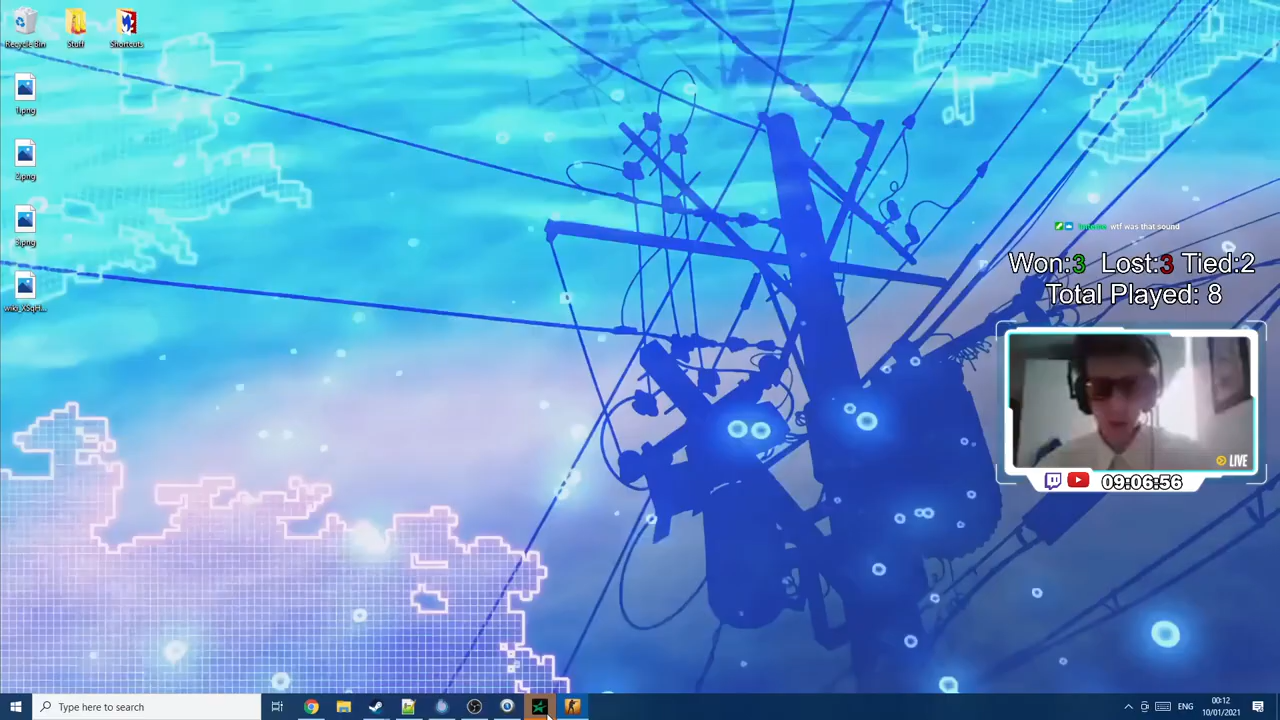 Recycle Bin
Stuff
Shortcuts
1.png
2.png
3.png
wtf was that sound
Won:3 Lost:3 Tied:2
Total Played: 8
LIVE
09:06:56
Type here to search
ENG
00:12
10/01/2021